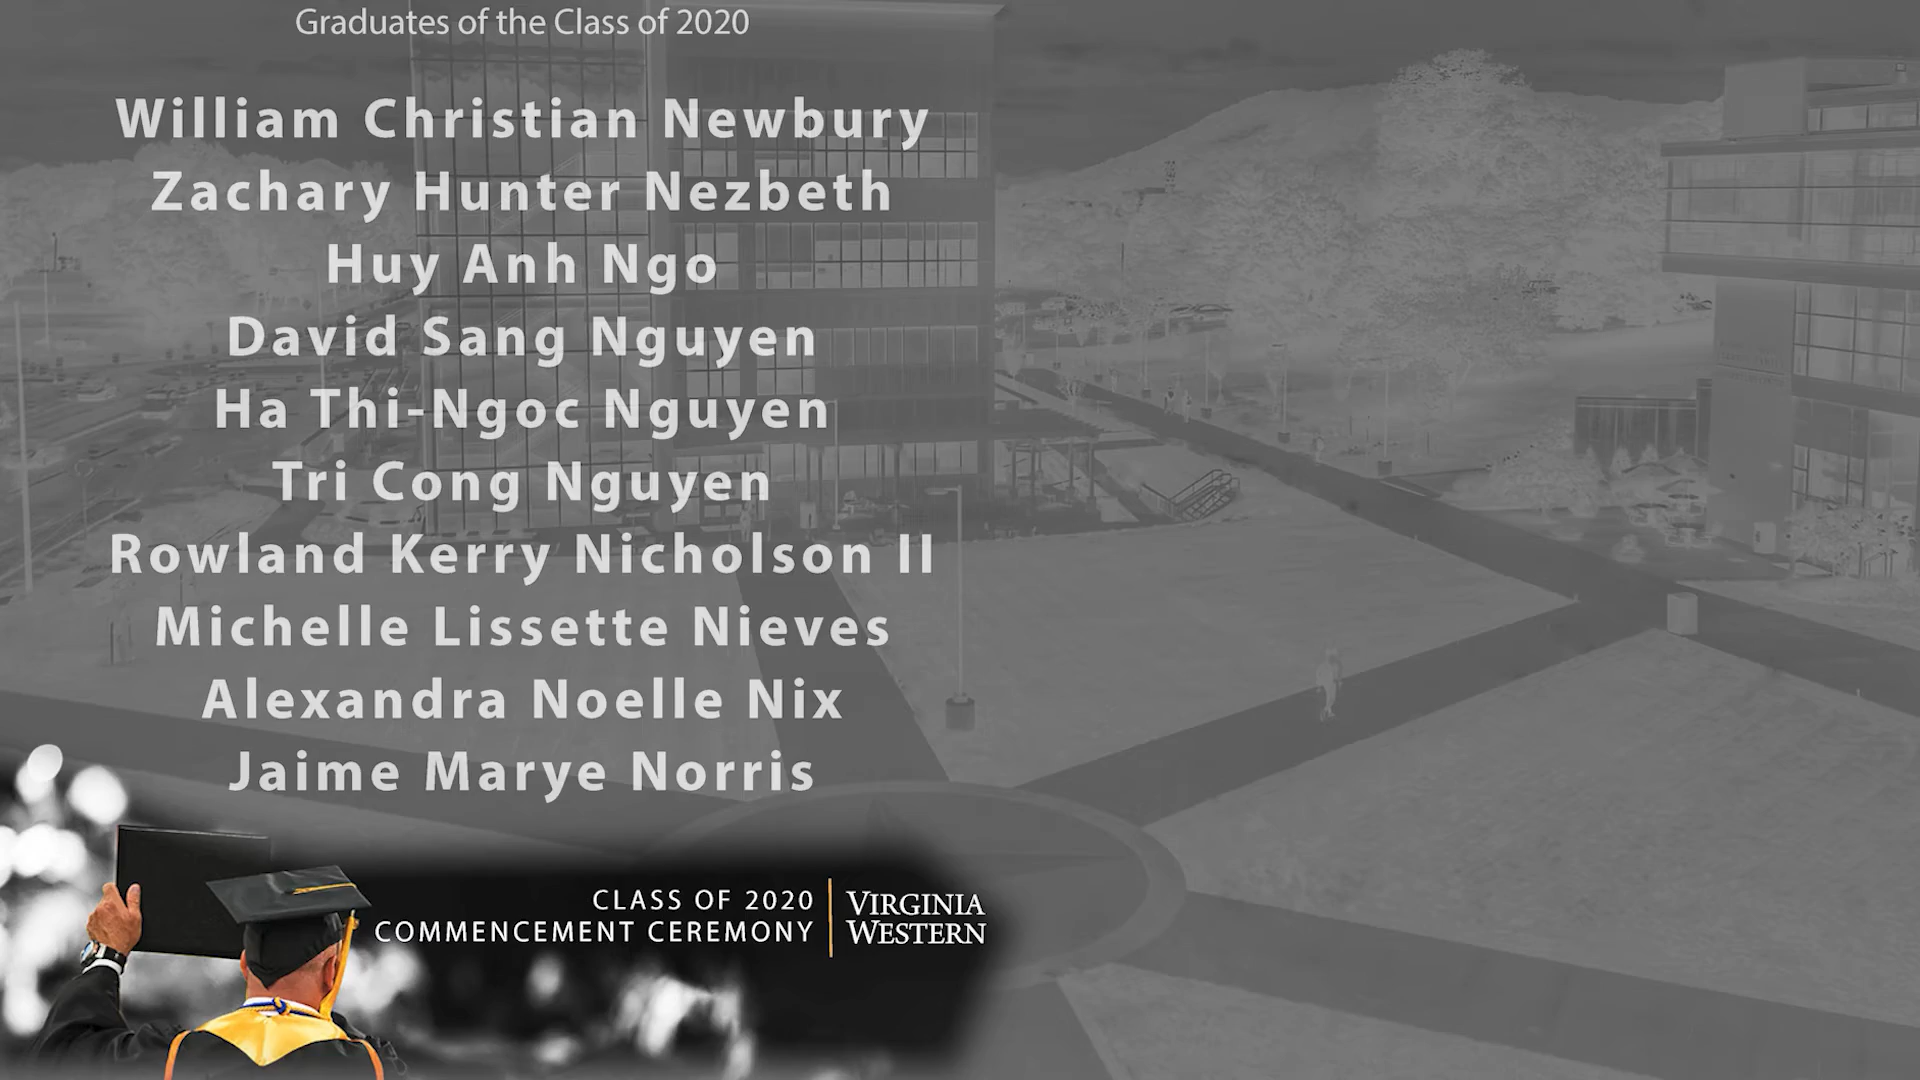 Graduates of the Class of 2020
William Christian Newbury
Zachary Hunter Nezbeth
Huy Anh Ngo
David Sang Nguyen
Ha Thi-Ngoc Nguyen
Tri Cong Nguyen
Rowland Kerry Nicholson II
Michelle Lissette Nieves
Alexandra Noelle Nix
Jaime Marye Norris
CLASS OF 2020
COMMENCEMENT CEREMONY
VIRGINIA
WESTERN